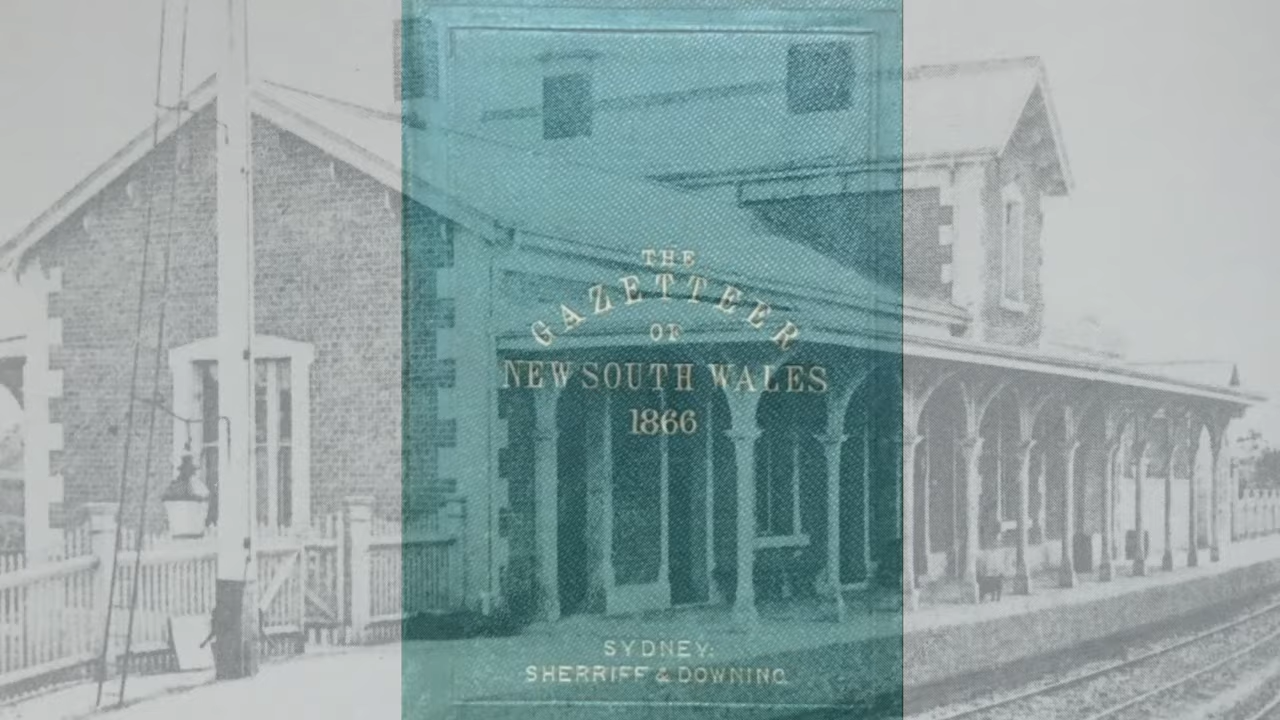 THE
GAZETTEER
OF
NEW SOUTH WALES
1866
SYDNEY:
SHERRIFF & DOWNING